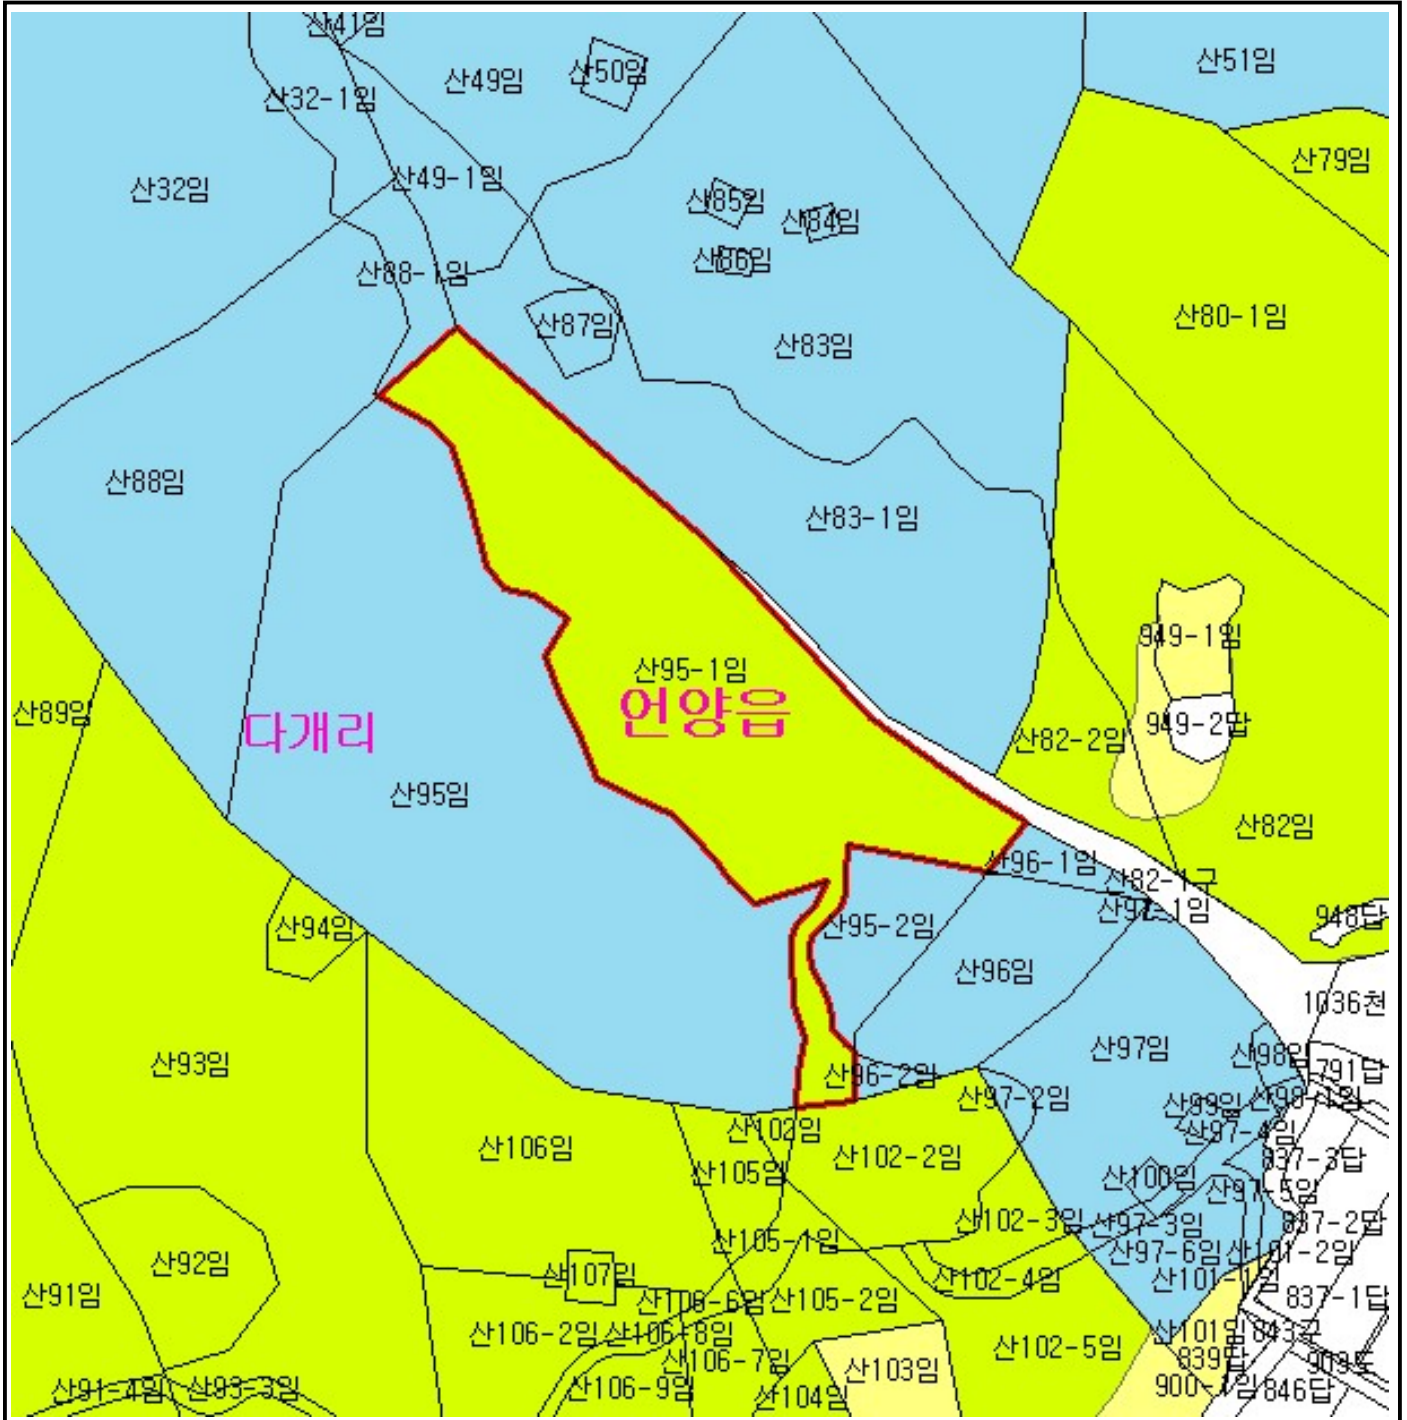 산41임
산49임
산50임
산51임
산32-1임
산79임
산49-1임
산32임
산85임
산84임
산86임
산88-1임
산80-1임
산87임
산83임
산88임
산83-1임
949-1임
산95-1임
언양읍
산89임
다개리
949-2답
산82-2임
산95임
산82임
산96-1임
산82-1구
산97-1임
948답
산94임
산95-2임
산96임
1036천
산97임
산98임
산93임
791답
산96-2임
산97-2임
산99임
산98-1임
산102임
산97-4임
산106임
산102-2임
837-3답
산105임
산100임
산97-5임
산102-3임
산97-3임
837-2답
산105-1임
산97-6임
산101-2임
산92임
산107임
산102-4임
산101-1임
산91임
산106-6임
산105-2임
837-1답
산106-2임
산106-8임
산102-5임
산101임
843구
산106-7임
산103임
839답
903도
산91-4임
산93-3임
산106-9임
산104임
900-1임
846답